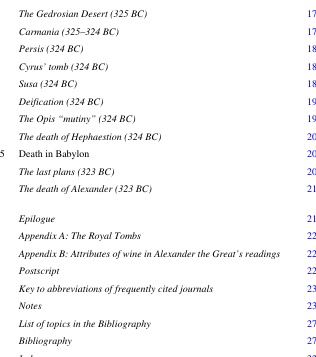 The Gedrosian Desert (325 BC) 17
Carmania (325–324 BC) 17
Persis (324 BC) 18
Cyrus' tomb (324 BC) 18
Susa (324 BC) 18
Deification (324 BC) 19
The Opis “mutiny” (324 BC) 19
The death of Hephaestion (324 BC) 20
5 Death in Babylon 20
The last plans (323 BC) 20
The death of Alexander (323 BC) 21
Epilogue 21
Appendix A: The Royal Tombs 22
Appendix B: Attributes of wine in Alexander the Great's readings 22
Postscript 22
Key to abbreviations of frequently cited journals 23
Notes 23
List of topics in the Bibliography 27
Bibliography 27